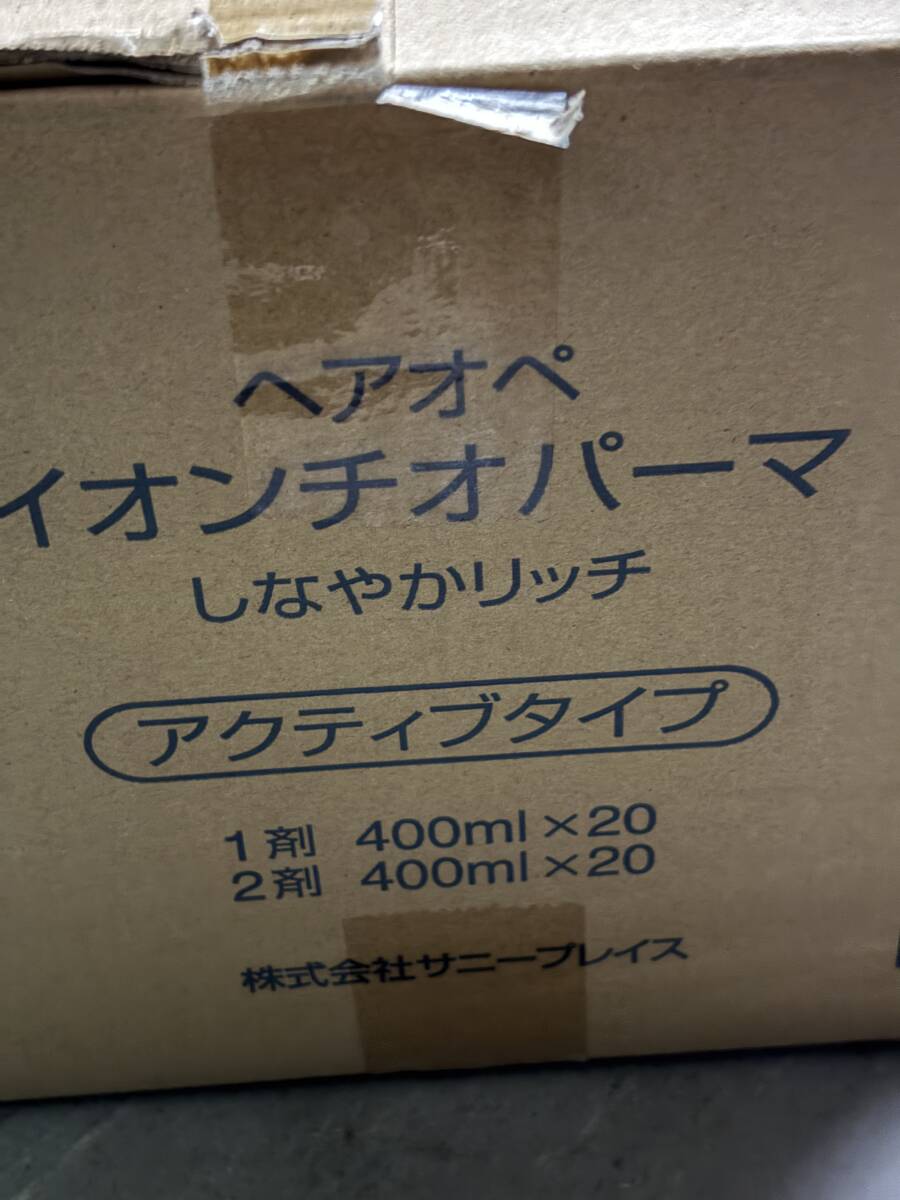 ヘアオペ
イオンチオパーマ
しなやかリッチ
アクティブタイプ
1剤 400ml×20
2剤 400ml×20
株式会社サニープレイス